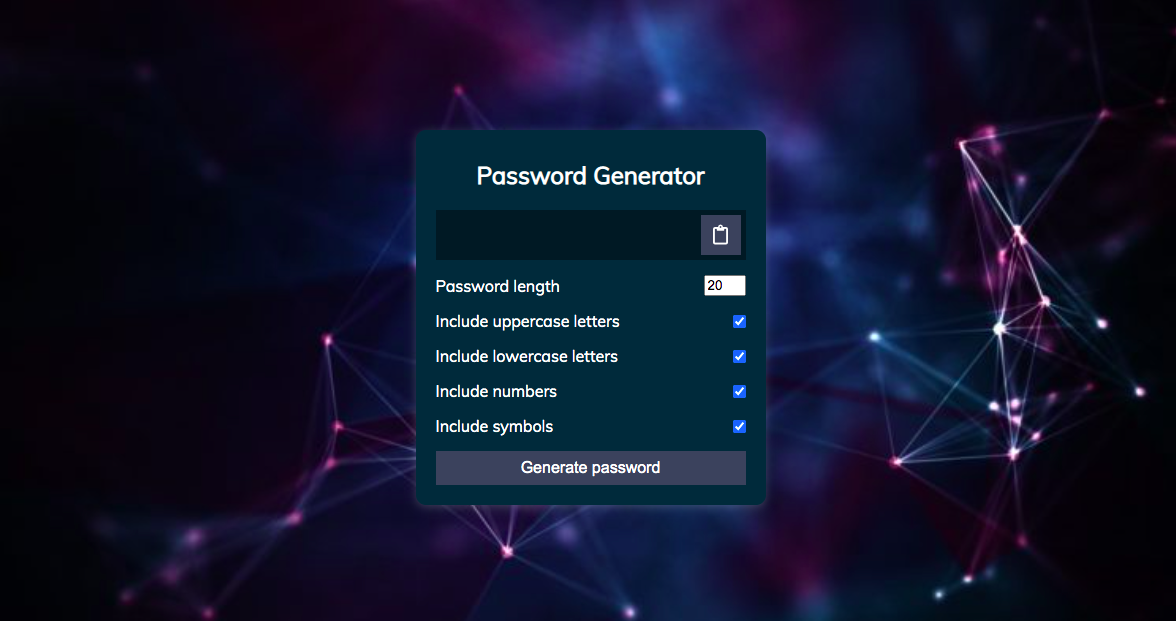 Password Generator
Password length 20
Include uppercase letters
Include lowercase letters
Include numbers
Include symbols
Generate password